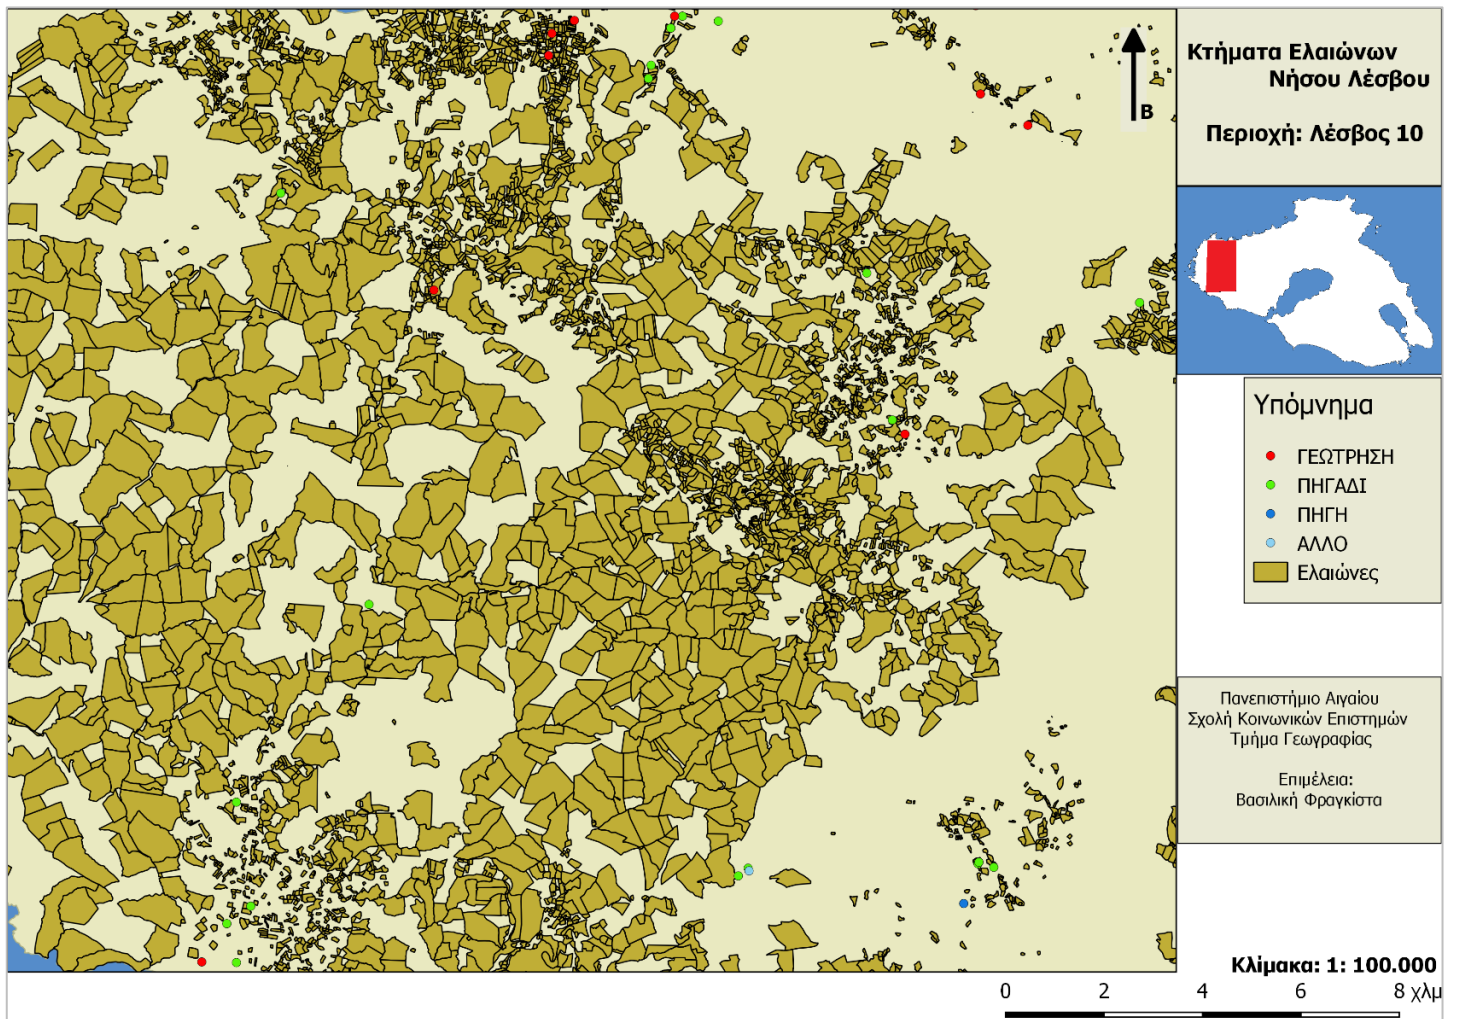 Κτήματα Ελαιώνων
Νήσου Λέσβου
Περιοχή: Λέσβος 10
Β
Υπόμνημα
ΓΕΩΤΡΗΣΗ
ΠΗΓΑΔΙ
ΠΗΓΗ
ΑΛΛΟ
Ελαιώνες
Πανεπιστήμιο Αιγαίου
Σχολή Κοινωνικών Επιστημών
Τμήμα Γεωγραφίας
Επιμέλεια:
Βασιλική Φραγκίστα
Κλίμακα: 1: 100.000
0 2 4 6 8 χλμ